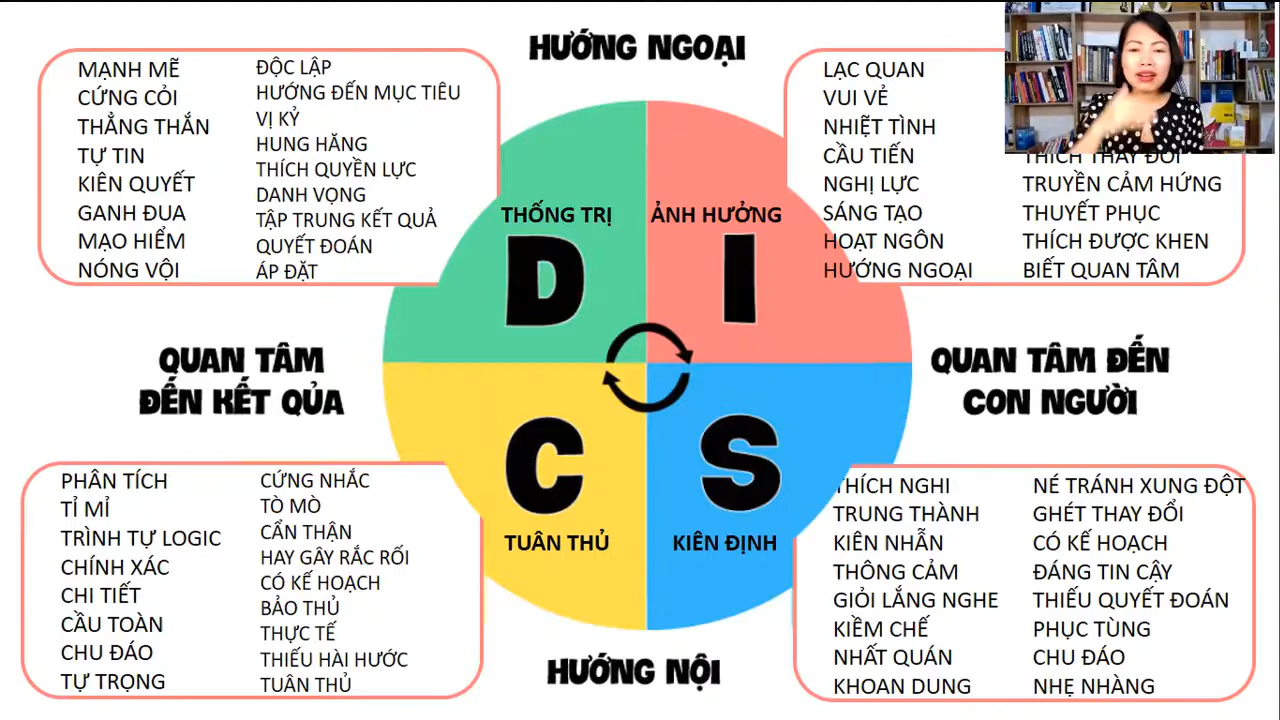 HƯỚNG NGOẠI
MẠNH MẼ
CỨNG CỎI
THẲNG THẮN
TỰ TIN
KIÊN QUYẾT
GANH ĐUA
MẠO HIỂM
NÓNG VỘI
ĐỘC LẬP
HƯỚNG ĐẾN MỤC TIÊU
VỊ KỶ
HUNG HĂNG
THÍCH QUYỀN LỰC
DANH VỌNG
TẬP TRUNG KẾT QUẢ
QUYẾT ĐOÁN
ÁP ĐẶT
THỐNG TRỊ
D
ẢNH HƯỞNG
I
LẠC QUAN
VUI VẺ
NHIỆT TÌNH
CẦU TIẾN
NGHỊ LỰC
SÁNG TẠO
HOẠT NGÔN
HƯỚNG NGOẠI
THÍCH THAY ĐỔI
TRUYỀN CẢM HỨNG
THUYẾT PHỤC
THÍCH ĐƯỢC KHEN
BIẾT QUAN TÂM
QUAN TÂM
ĐẾN KẾT QỦA
QUAN TÂM ĐẾN
CON NGƯỜI
PHÂN TÍCH
TỈ MỈ
TRÌNH TỰ LOGIC
CHÍNH XÁC
CHI TIẾT
CẦU TOÀN
CHU ĐÁO
TỰ TRỌNG
CỨNG NHẮC
TÒ MÒ
CẨN THẬN
HAY GÂY RẮC RỐI
CÓ KẾ HOẠCH
BẢO THỦ
THỰC TẾ
THIẾU HÀI HƯỚC
TUÂN THỦ
C
TUÂN THỦ
S
KIÊN ĐỊNH
THÍCH NGHI
TRUNG THÀNH
KIÊN NHẪN
THÔNG CẢM
GIỎI LẮNG NGHE
KIỀM CHẾ
NHẤT QUÁN
KHOAN DUNG
NÉ TRÁNH XUNG ĐỘT
GHÉT THAY ĐỔI
CÓ KẾ HOẠCH
ĐÁNG TIN CẬY
THIẾU QUYẾT ĐOÁN
PHỤC TÙNG
CHU ĐÁO
NHẸ NHÀNG
HƯỚNG NỘI